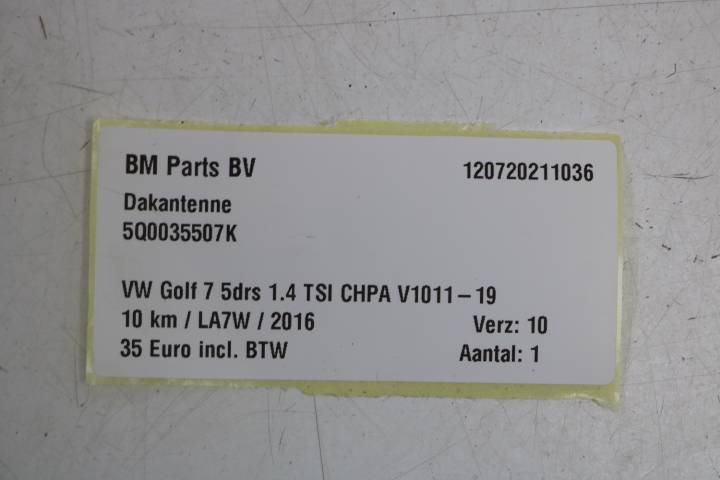 BM Parts BV 120720211036
Dakantenne
5Q0035507K
VW Golf 7 5drs 1.4 TSI CHPA V1011-19
10 km / LA7W / 2016 Verz: 10
35 Euro incl. BTW Aantal: 1